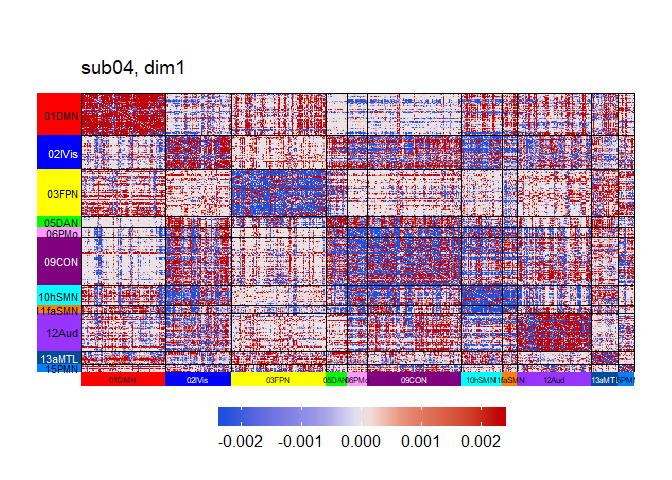 sub04, dim1
01DMN
02lVis
03FPN
05DAN
06PMo
09CON
10hSMN
11faSMN
12Aud
13aMTL
15PMN
01DMN 02lVis 03FPN 05DAN 06PMo 09CON 10hSMN 11faSMN 12Aud 13aMTL 15PMN
-0.002 -0.001 0.000 0.001 0.002